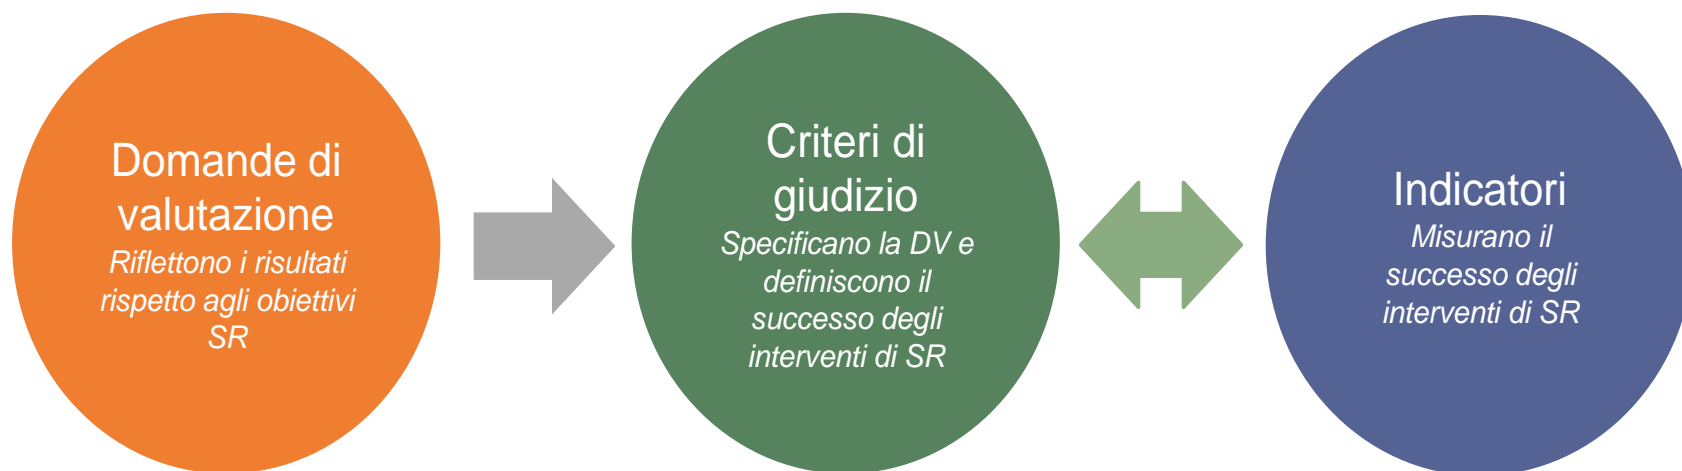 Domande di
valutazione
Riflettono i risultati
rispetto agli obiettivi
SR
Criteri di
giudizio
Specificano la DV e
definiscono il
successo degli
interventi di SR
Indicatori
Misurano il
successo degli
interventi di SR